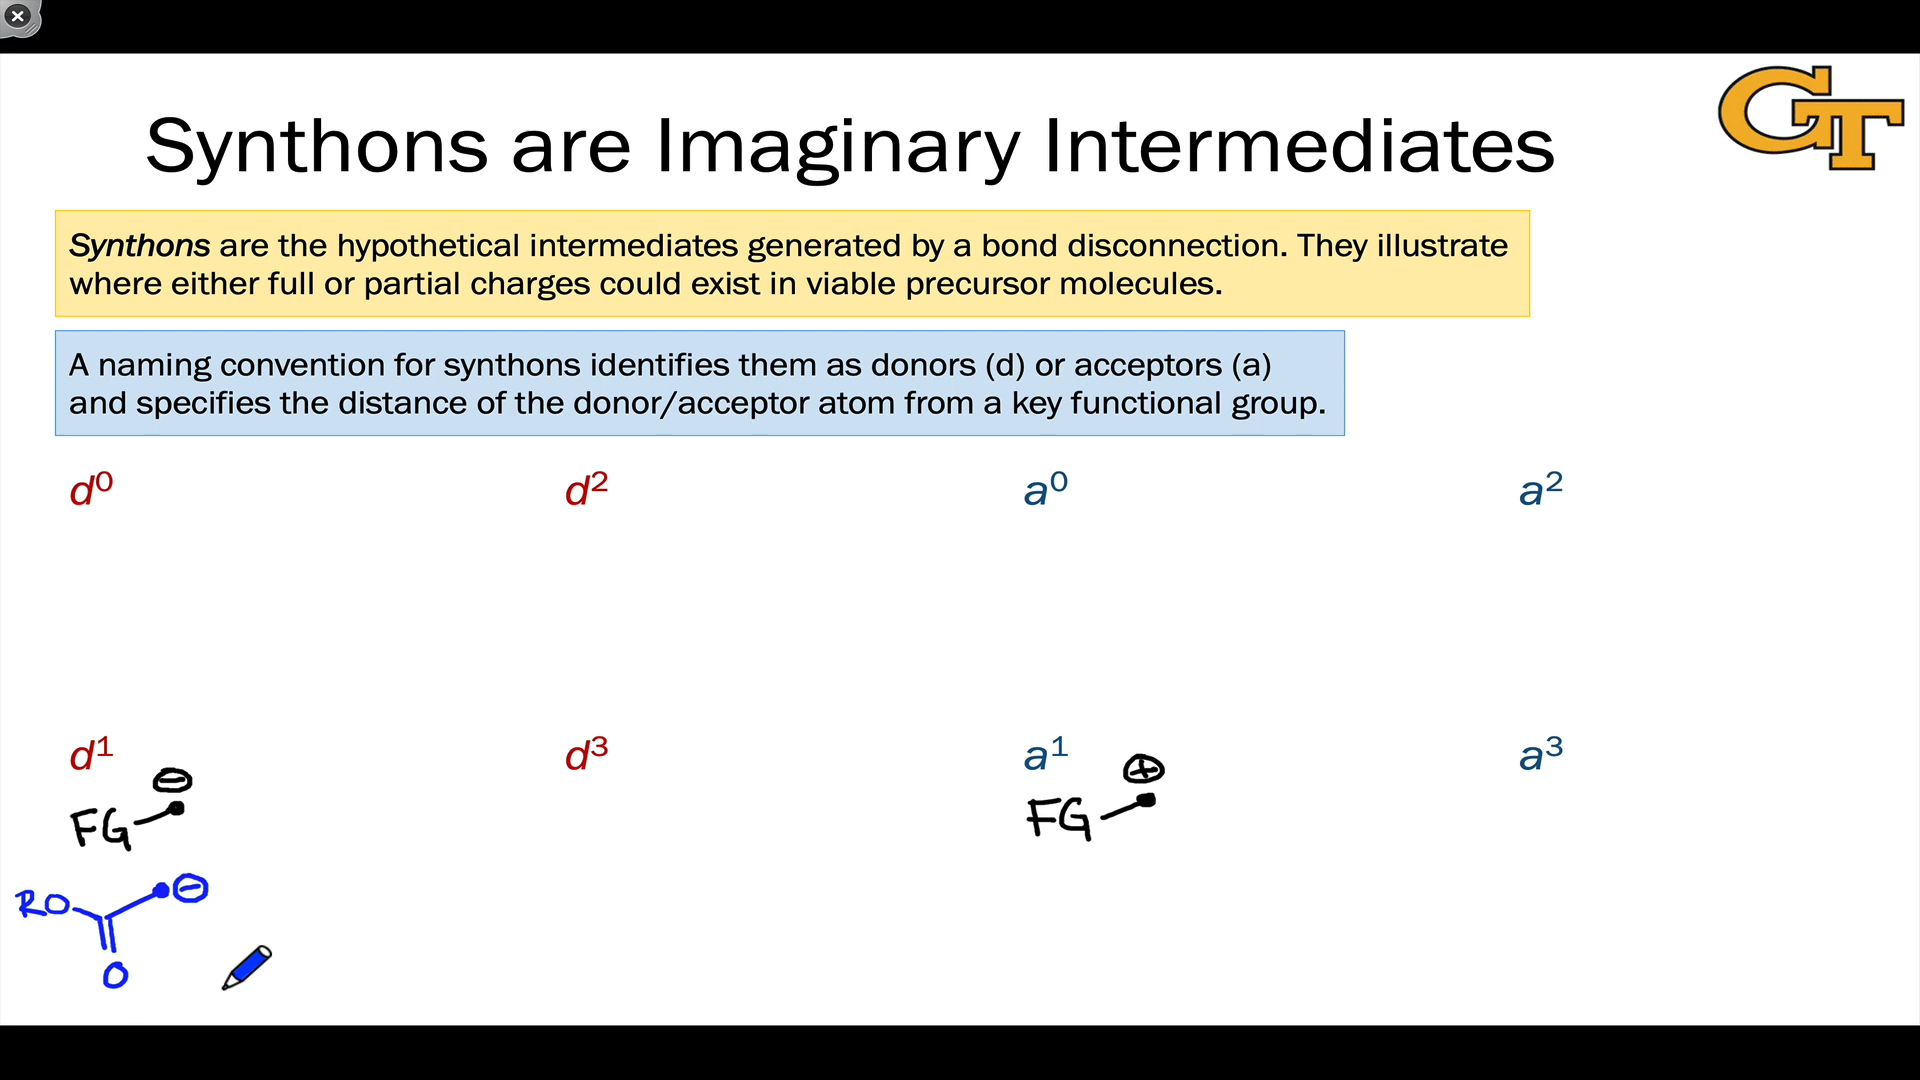 GT
Synthons are Imaginary Intermediates
Synthons are the hypothetical intermediates generated by a bond disconnection. They illustrate
where either full or partial charges could exist in viable precursor molecules.
A naming convention for synthons identifies them as donors (d) or acceptors (a)
and specifies the distance of the donor/acceptor atom from a key functional group.
d⁰ d² a⁰ a²
d¹ d³ a¹ a³
⊖ ⊕
FG FG
RO ⊖
O